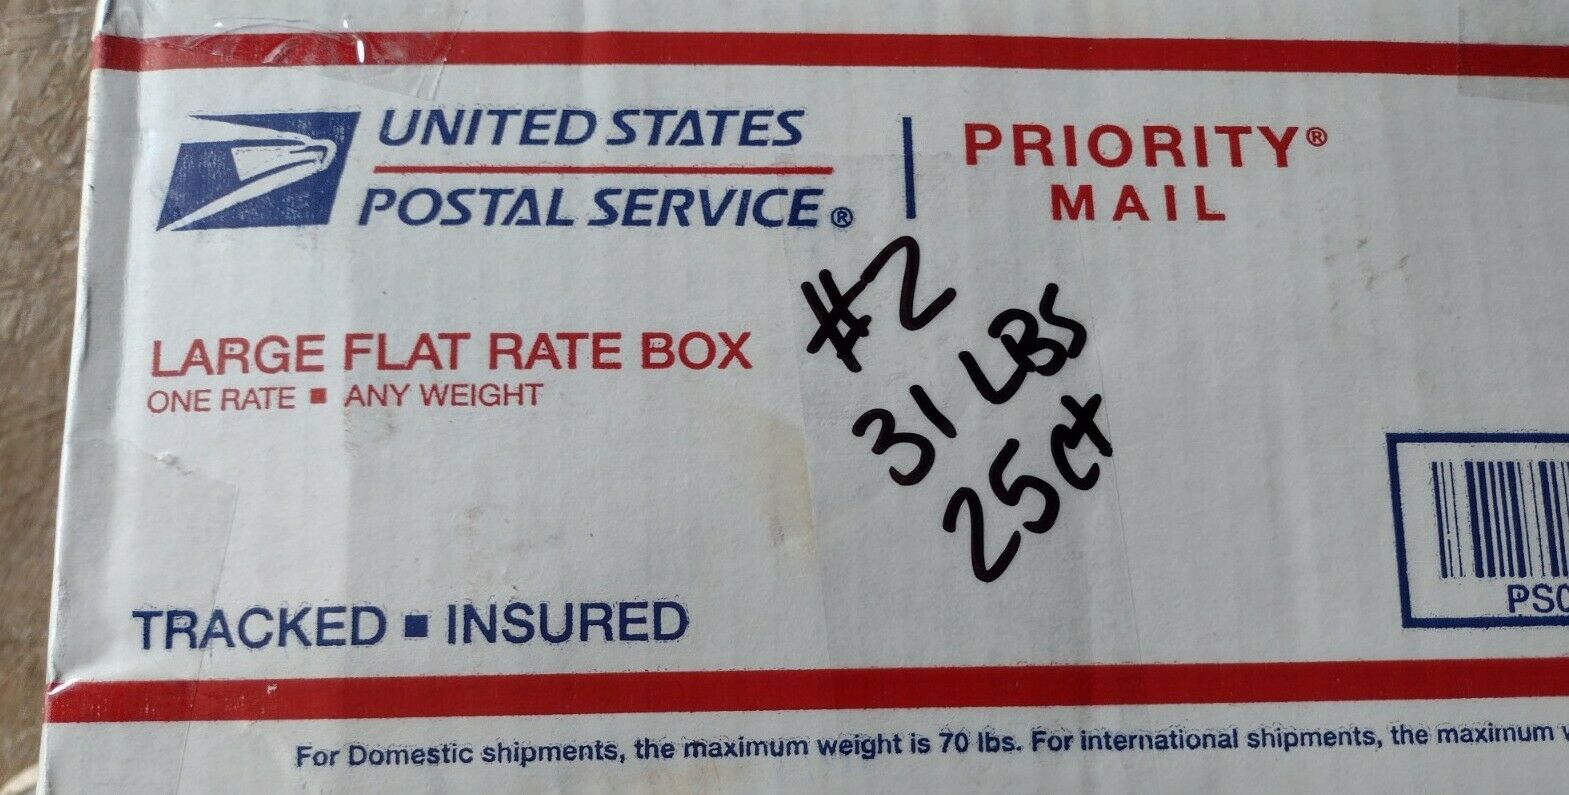 UNITED STATES
POSTAL SERVICE®
PRIORITY®
MAIL
#2
31 LBS
25 ct
LARGE FLAT RATE BOX
ONE RATE ■ ANY WEIGHT
TRACKED ■ INSURED
PS0
For Domestic shipments, the maximum weight is 70 lbs. For international shipments, the maximum